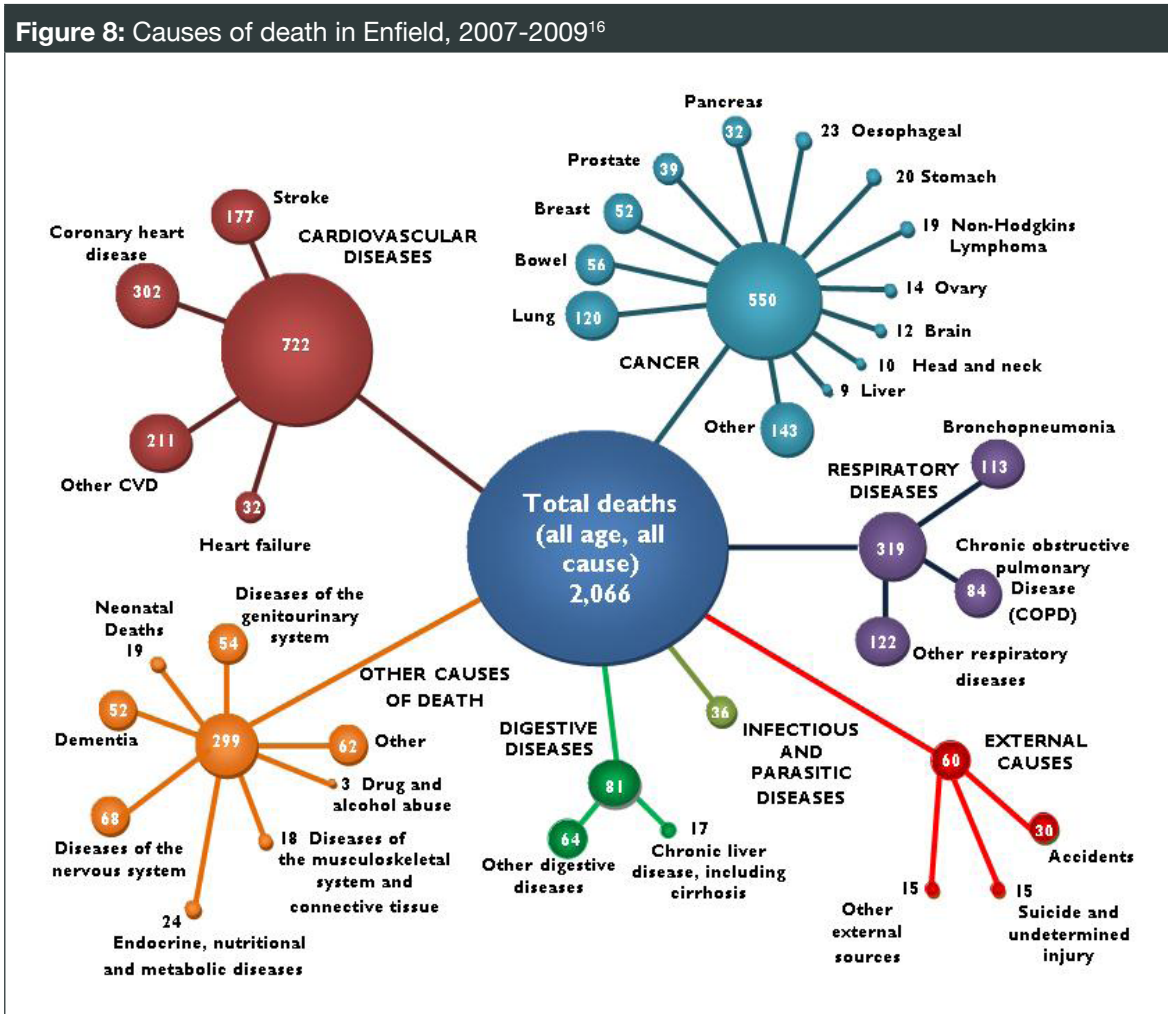 Figure 8: Causes of death in Enfield, 2007-200916
Stroke
177
Coronary heart
disease
302
CARDIOVASCULAR
DISEASES
722
211
Other CVD
32
Heart failure
Pancreas
32
23 Oesophageal
Prostate
39
20 Stomach
Breast
52
19 Non-Hodgkins
Lymphoma
Bowel
56
550
14 Ovary
Lung
120
12 Brain
CANCER
10 Head and neck
9 Liver
Other
143
Total deaths
(all age, all
cause)
2,066
Bronchopneumonia
113
RESPIRATORY
DISEASES
319
Chronic obstructive
pulmonary
84
Disease
(COPD)
122
Other respiratory
diseases
Neonatal
Deaths
19
Diseases of the
genitourinary
system
54
OTHER CAUSES
OF DEATH
52
Dementia
299
62
Other
3 Drug and
alcohol abuse
68
Diseases of the
nervous system
18 Diseases of
the musculoskeletal
system and
connective tissue
24
Endocrine, nutritional
and metabolic diseases
DIGESTIVE
DISEASES
81
64
Other digestive
diseases
17
Chronic liver
disease, including
cirrhosis
36
INFECTIOUS
AND
PARASITIC
DISEASES
60
EXTERNAL
CAUSES
30
Accidents
15
Other
external
sources
15
Suicide and
undetermined
injury